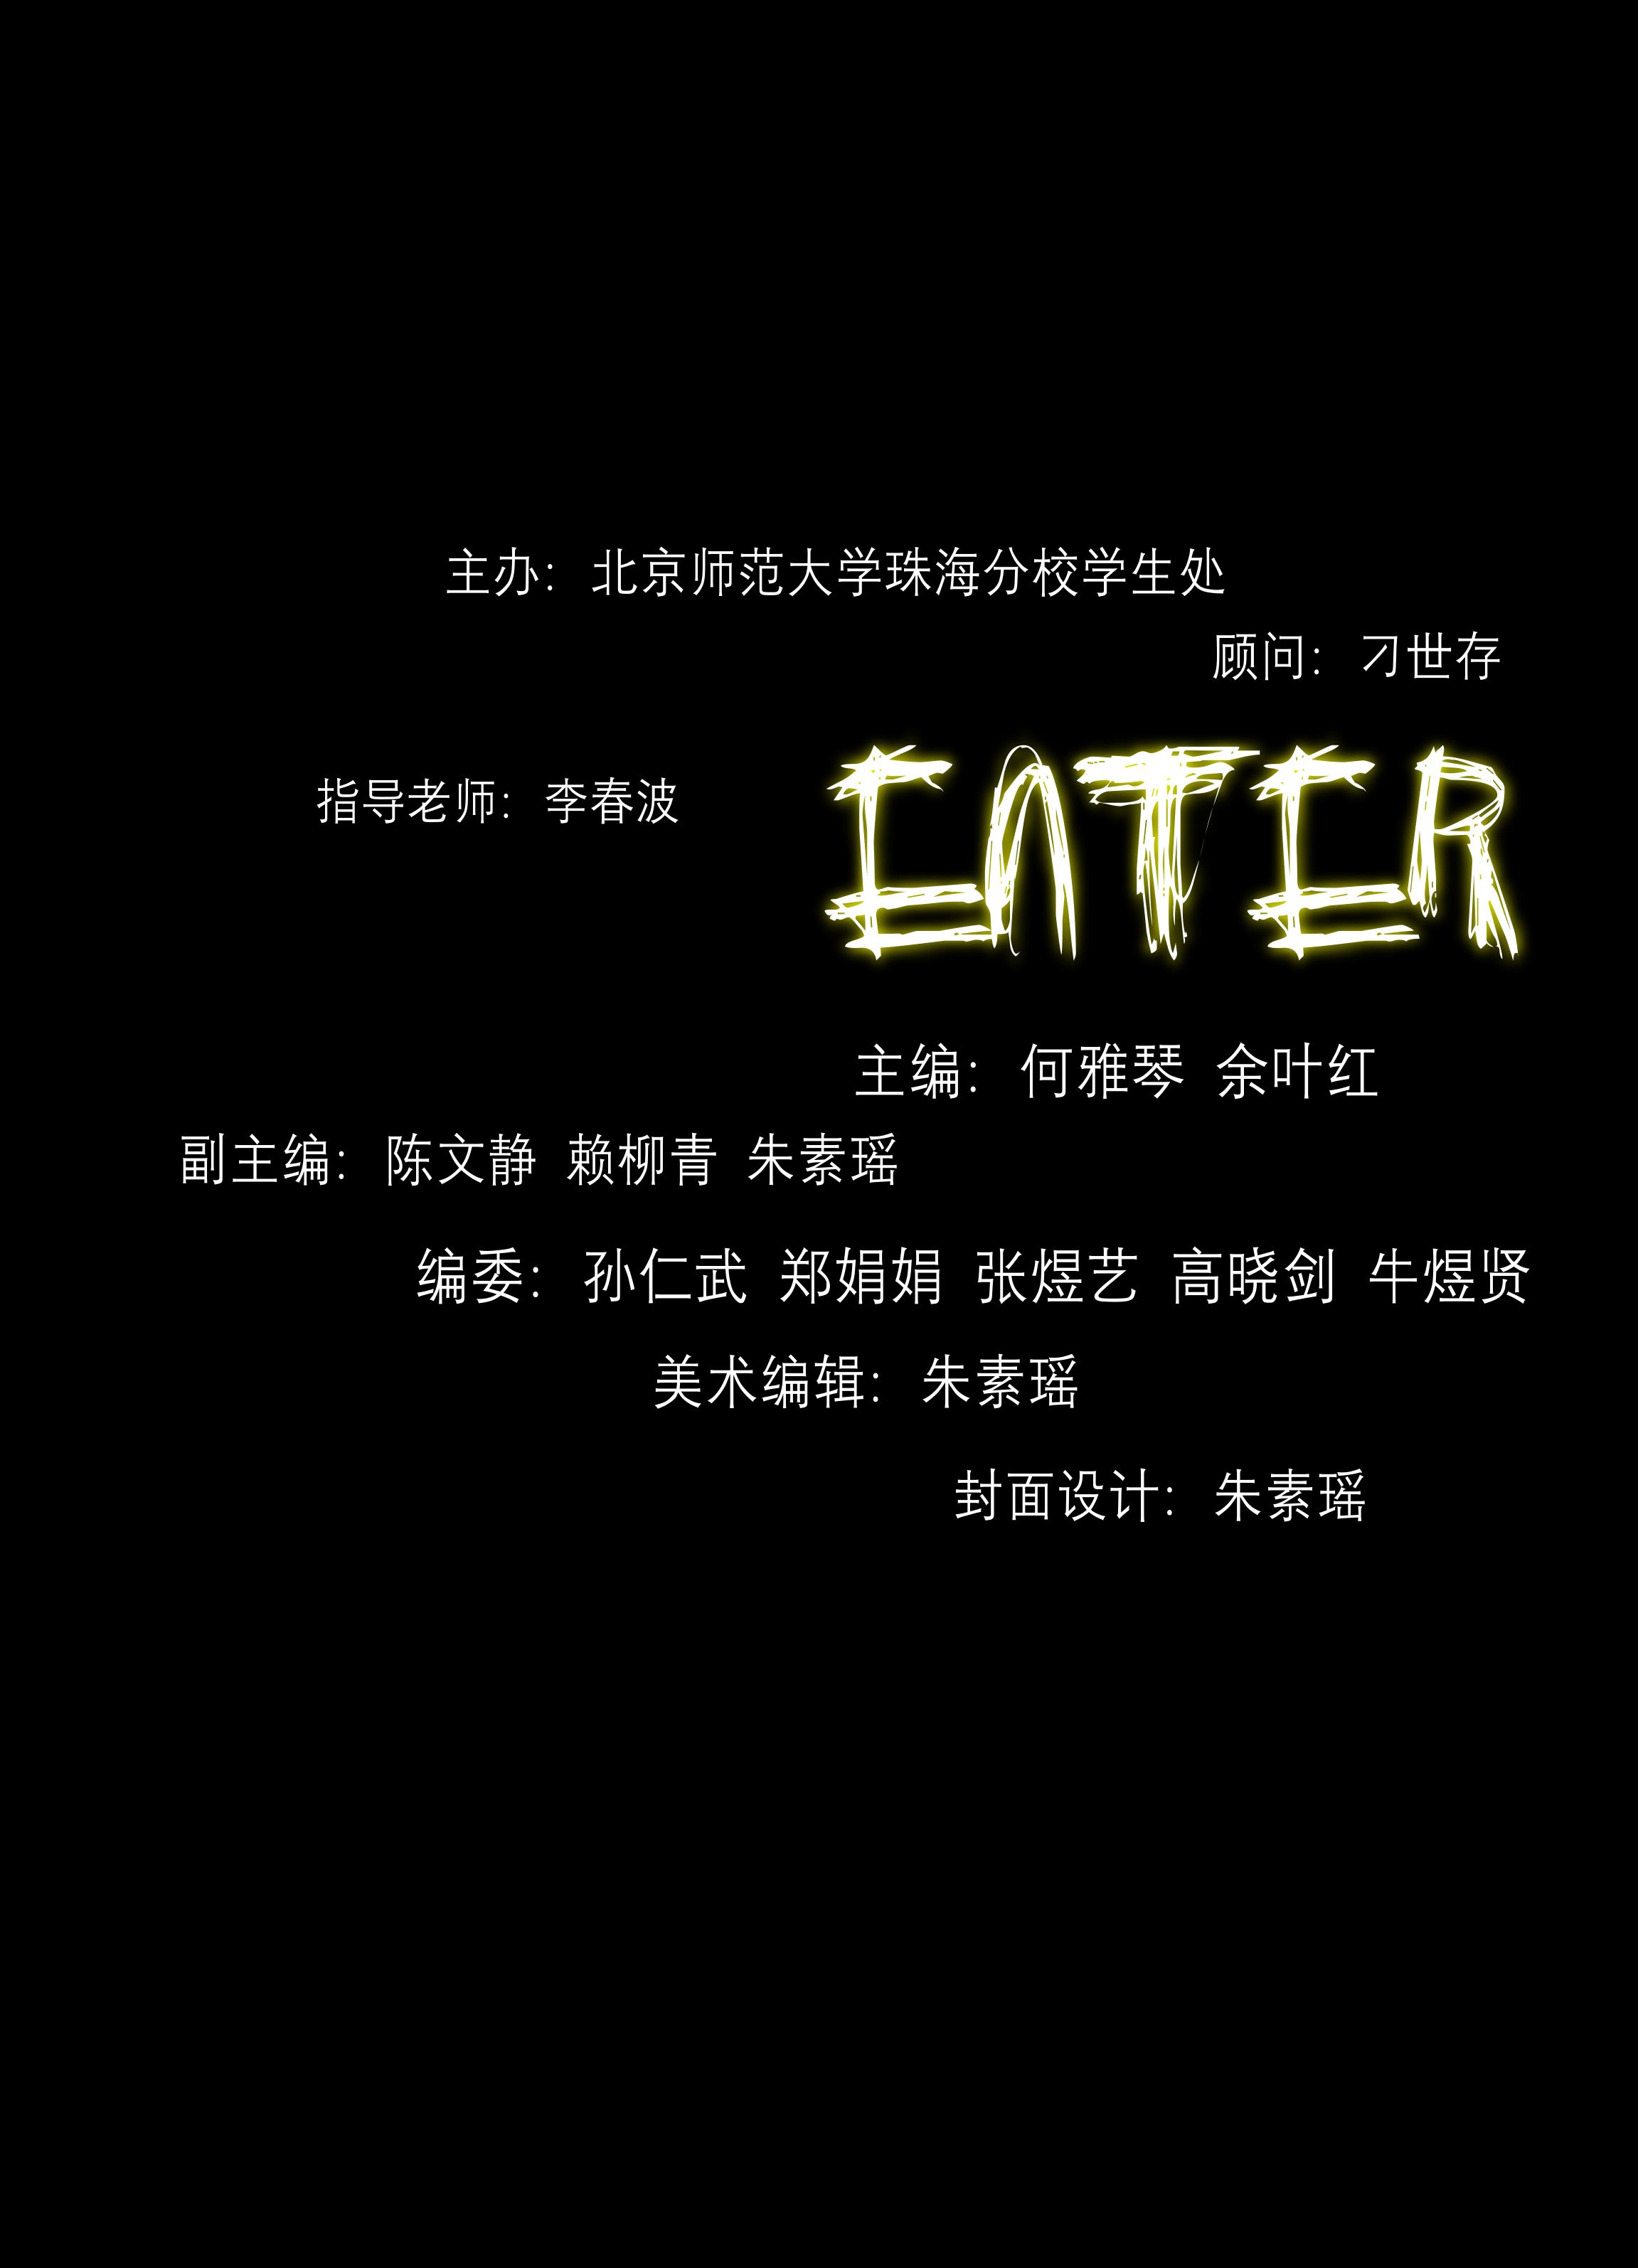 主办: 北京师范大学珠海分校学生处
顾问: 刁世存
指导老师: 李春波
ENTER
主编: 何雅琴 余叶红
副主编: 陈文静 赖柳青 朱素瑶
编委: 孙仁武 郑娟娟 张煜艺 高晓剑 牛煜贤
美术编辑: 朱素瑶
封面设计: 朱素瑶